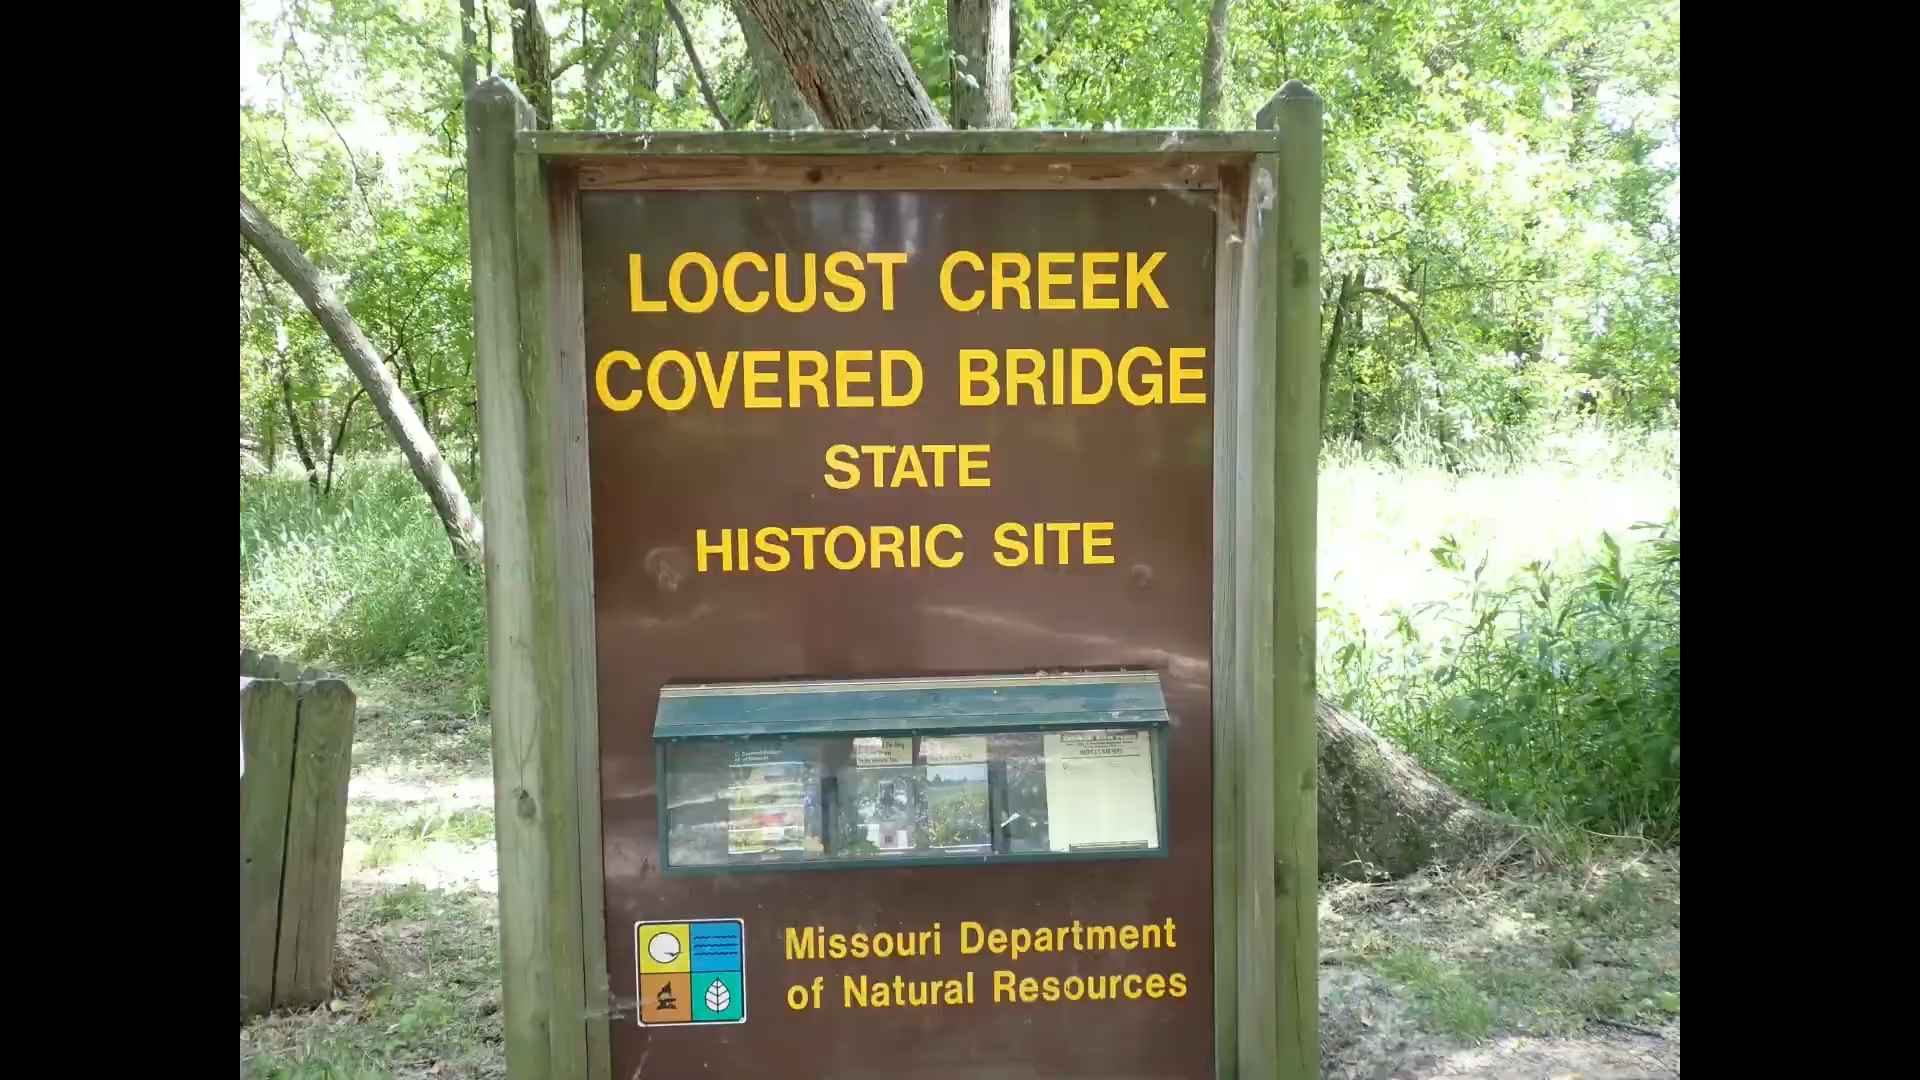 LOCUST CREEK
COVERED BRIDGE
STATE
HISTORIC SITE
Missouri Department
of Natural Resources